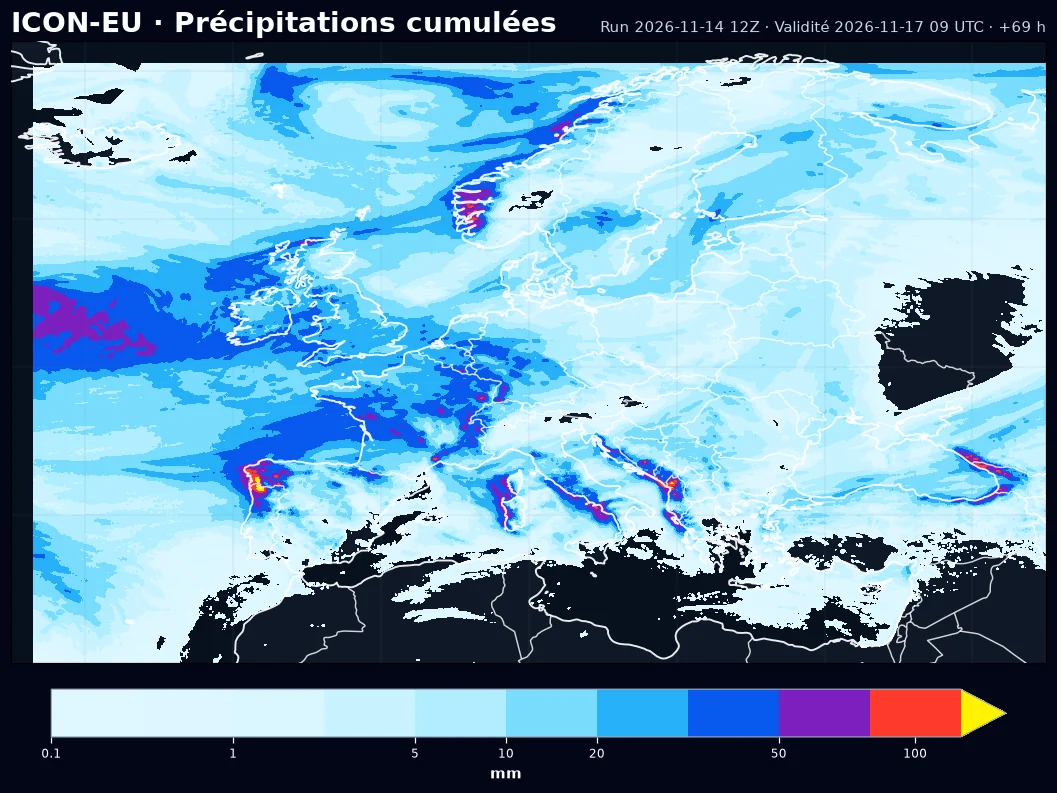 ICON-EU · Précipitations cumulées
Run 2026-11-14 12Z · Validité 2026-11-17 09 UTC · +69 h
0.1 1 5 10 20 50 100
mm